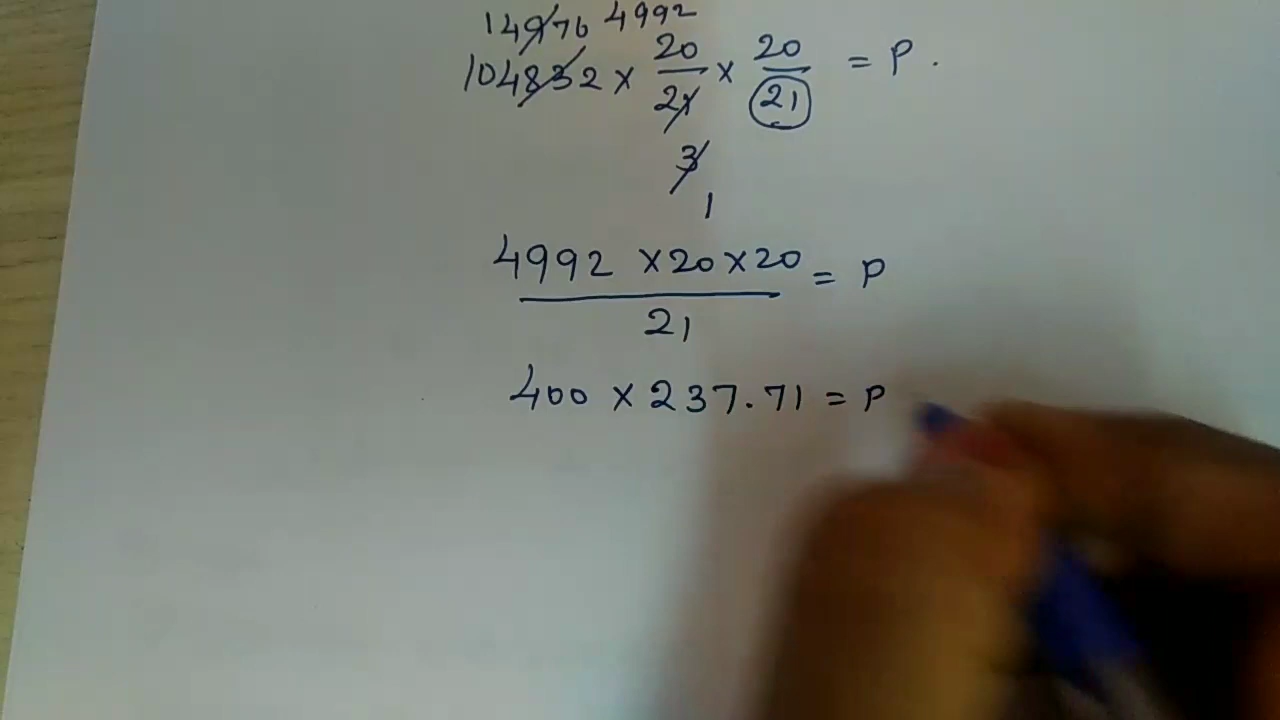 14976 4992
104832 × 20/21 × 20/21 = P.
3
1
4992 × 20 × 20 / 21 = P
400 × 237.71 = P